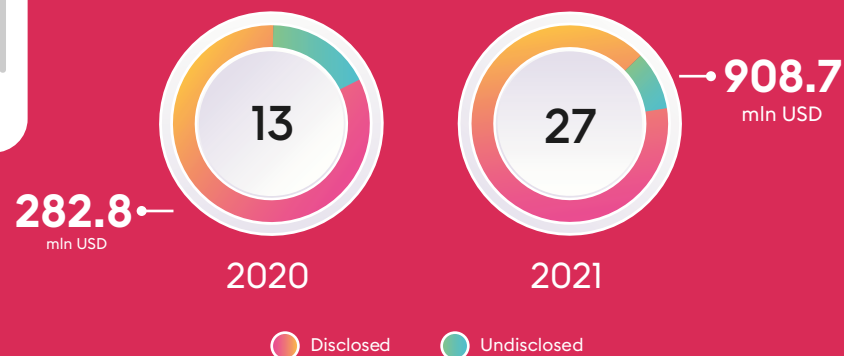 13
27
908.7
mln USD
282.8
mln USD
2020
2021
Disclosed
Undisclosed